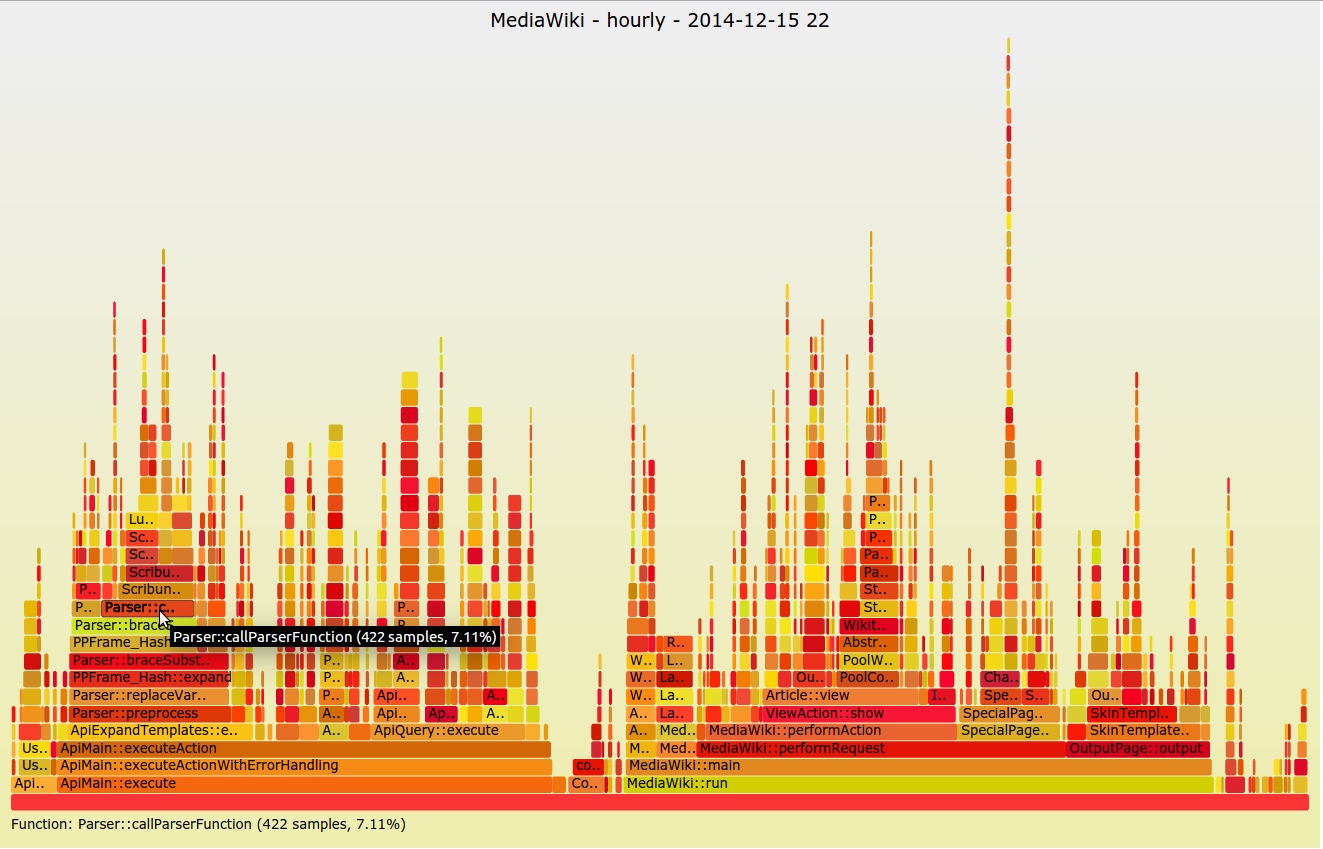 MediaWiki - hourly - 2014-12-15 22
P..
P..
Lu..
P..
Sc..
Pa..
Sc..
Pa..
Scribu..
St..
P.. Scribun..
St..
P.. Parser::c.. P..
Wikit..
Parser::brace P..
Abstr..
R..
PPFrame_Hash
Parser::callParserFunction (422 samples, 7.11%)
PoolW..
L..
W..
A..
P..
Parser::braceSubst..
PPFrame_Hash::expand P.. A.. W.. La.. Ou.. PoolCo.. Cha..
Parser::replaceVar.. P.. Api.. A.. W.. La.. Article::view I.. Spe.. S.. Ou..
Parser::preprocess A.. Api.. Ap.. A.. A.. La.. ViewAction::show SpecialPag.. SkinTempl..
ApiExpandTemplates::e.. A.. ApiQuery::execute A.. Med.. MediaWiki::performAction SpecialPage.. SkinTemplate..
Us.. ApiMain::executeAction M.. Med.. MediaWiki::performRequest OutputPage::output
Us.. ApiMain::executeActionWithErrorHandling co.. MediaWiki::main
Api.. ApiMain::execute Co.. MediaWiki::run
Function: Parser::callParserFunction (422 samples, 7.11%)